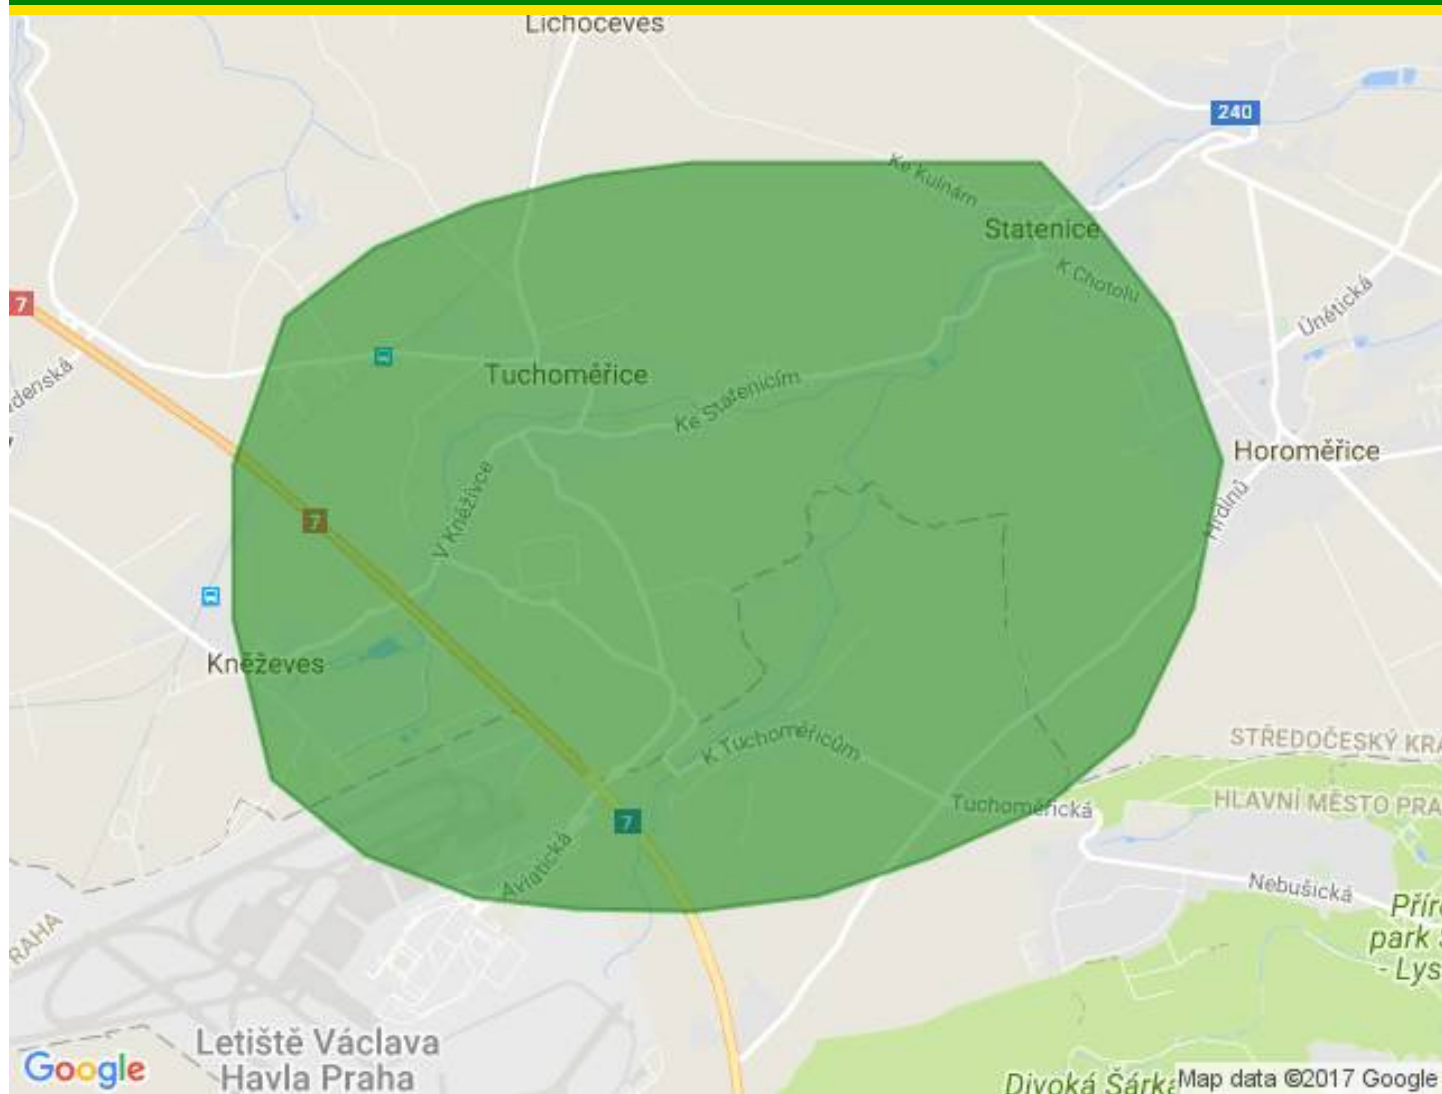 Lichoceves
240
Ke Kulnám
Statenice
K Chotolu
Únětická
7
Tuchoměřice
Ke Statenicím
Horoměřice
V Kněžívce
Hrdinů
7
Kněževes
K Tuchoměřicům
STŘEDOČESKÝ KRA
Tuchoměřická
HLAVNÍ MĚSTO PRA
7
Aviatická
Nebušická
Přír
park
- Lys
RAHA
Letiště Václava
Havla Praha
Google
Divoká Šárka
Map data ©2017 Google